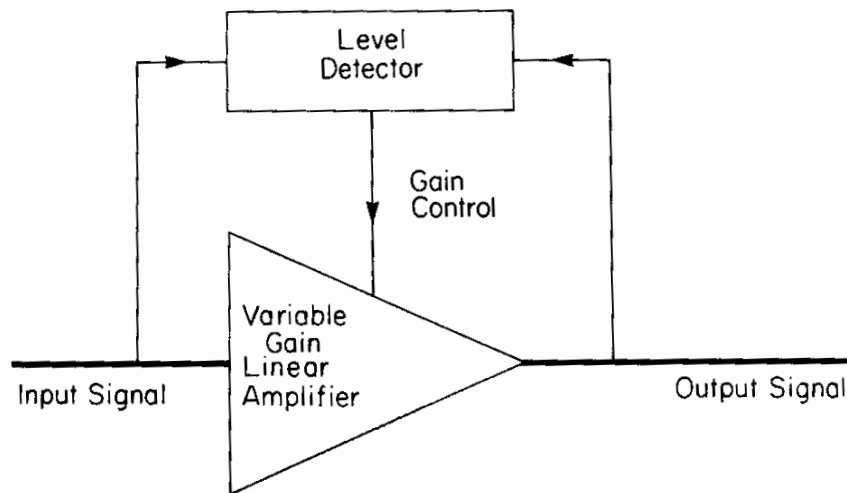 Level
Detector
Gain
Control
Variable
Gain
Linear
Amplifier
Input Signal
Output Signal